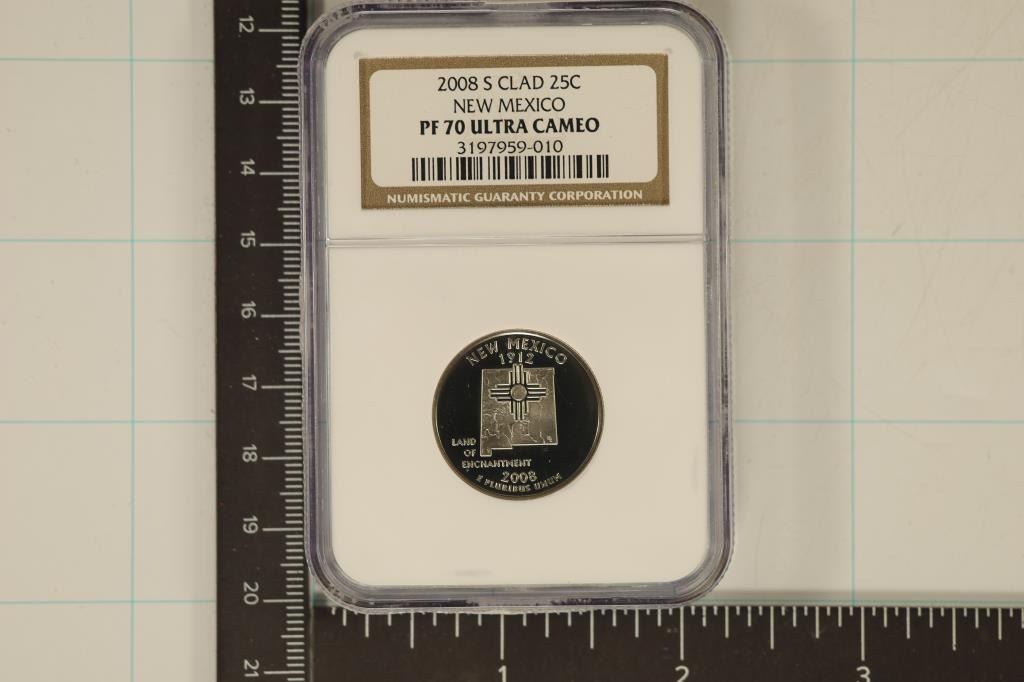 2008 S CLAD 25C
NEW MEXICO
PF 70 ULTRA CAMEO
3197959-010
NUMISMATIC GUARANTY CORPORATION
NEW MEXICO
1912
LAND
OF
ENCHANTMENT
2008
E PLURIBUS UNUM
12
13
14
15
16
17
18
19
20
21
1 2 3